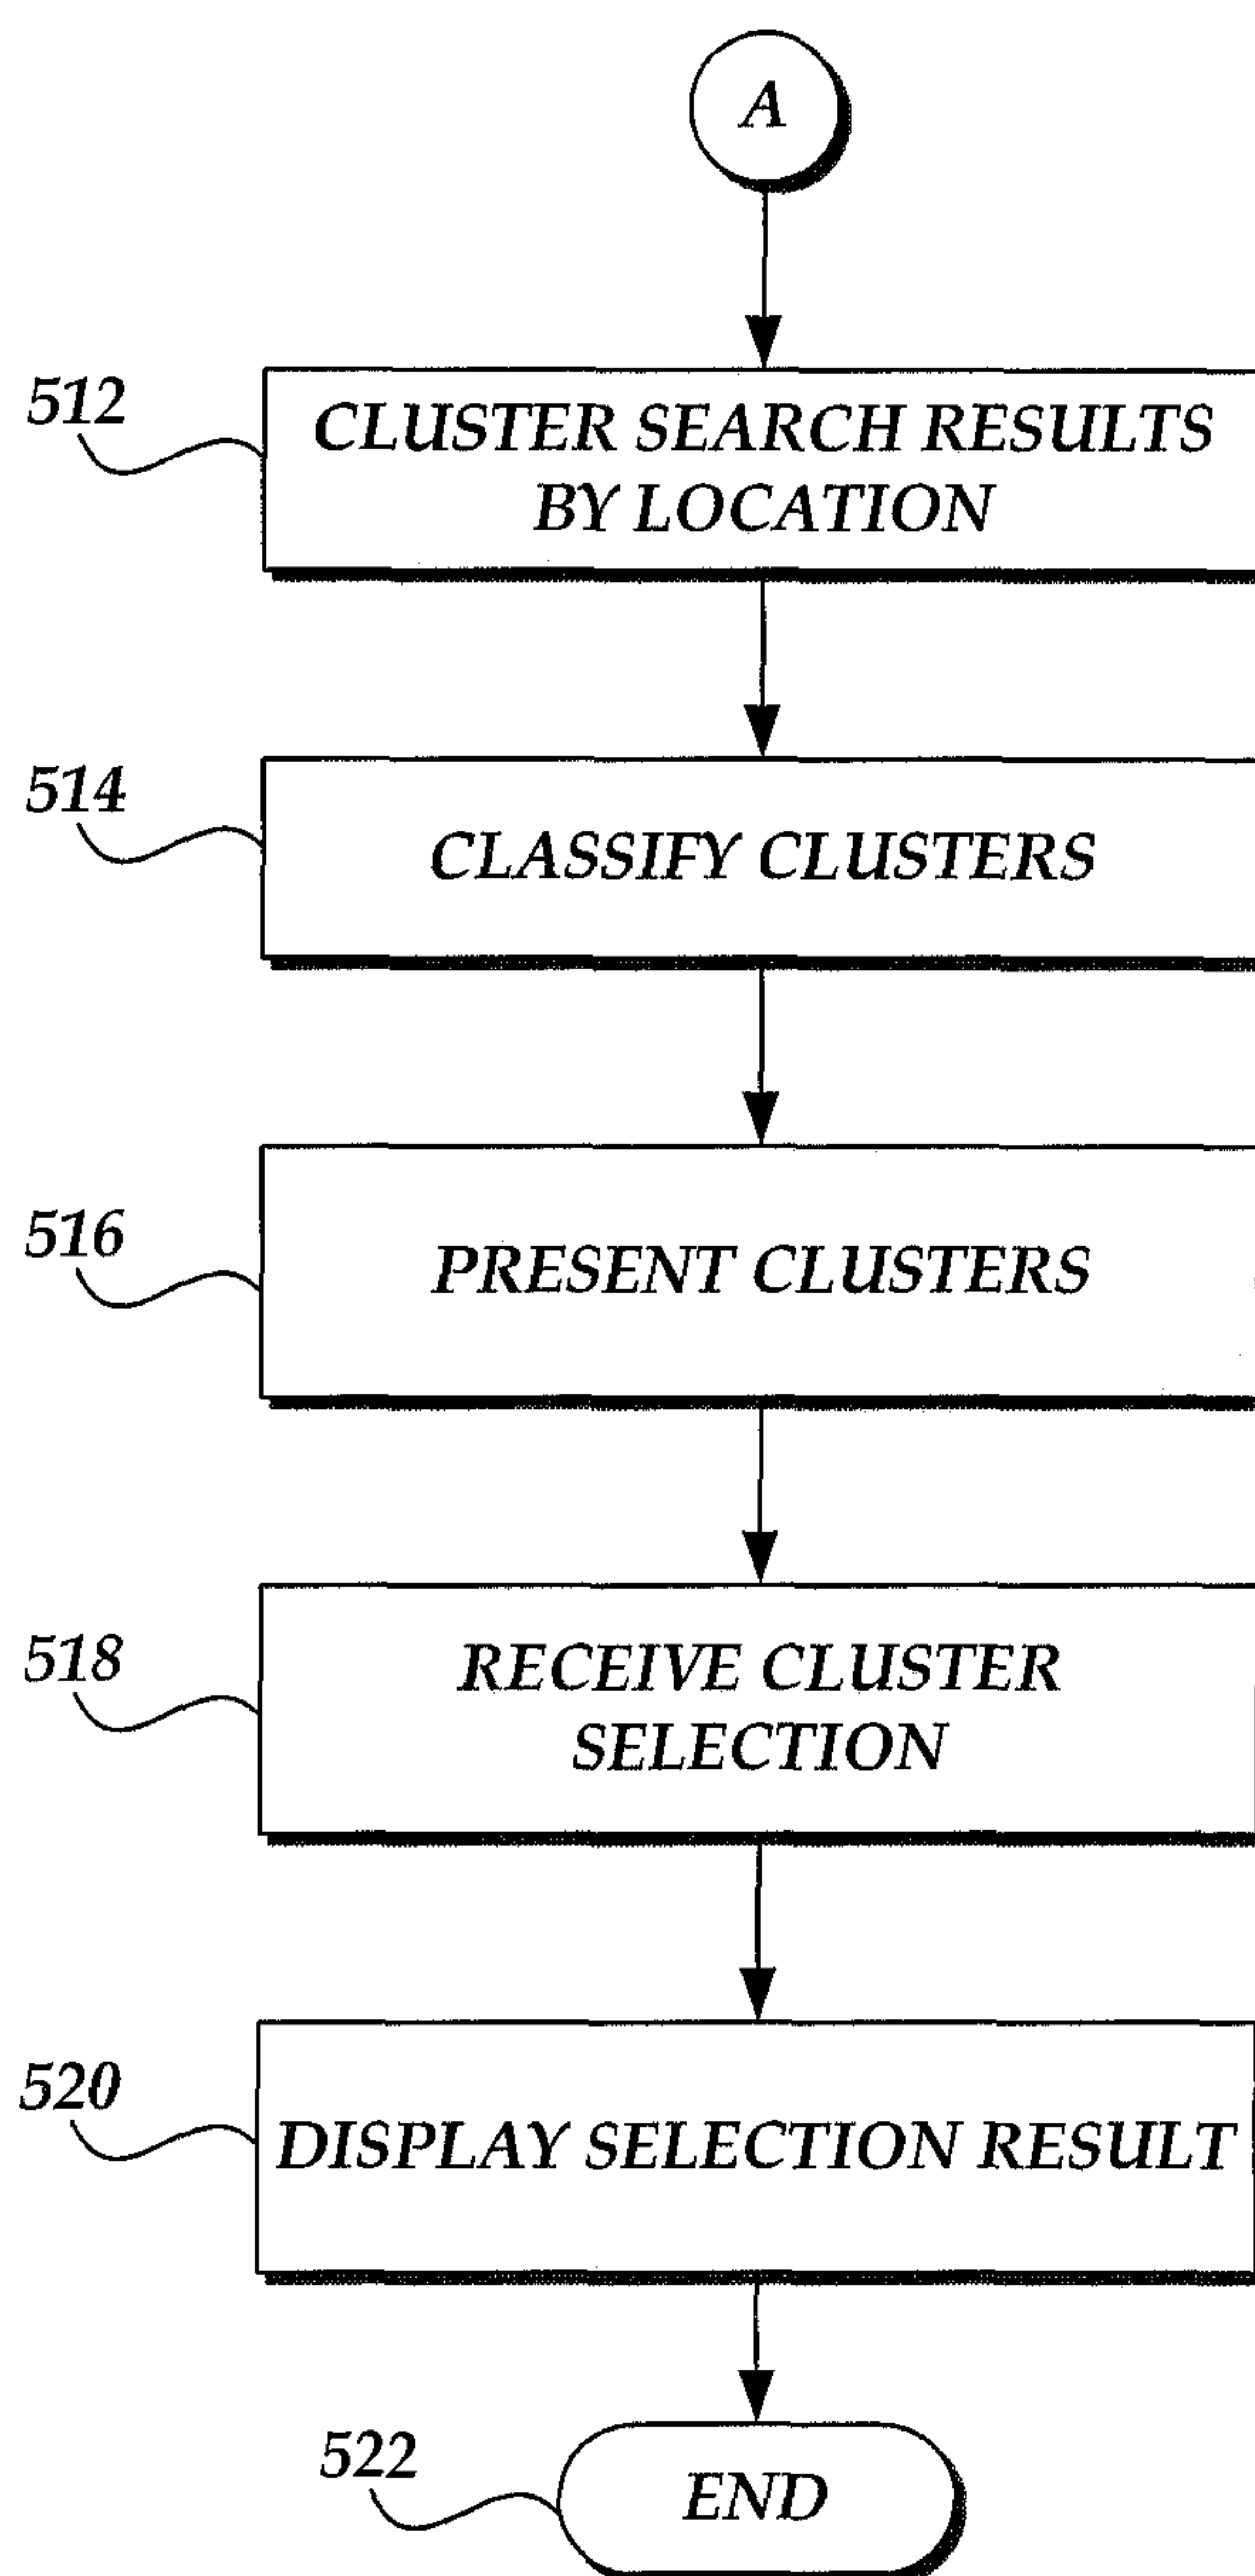 A
512
CLUSTER SEARCH RESULTS
BY LOCATION
514
CLASSIFY CLUSTERS
516
PRESENT CLUSTERS
518
RECEIVE CLUSTER
SELECTION
520
DISPLAY SELECTION RESULT
522
END